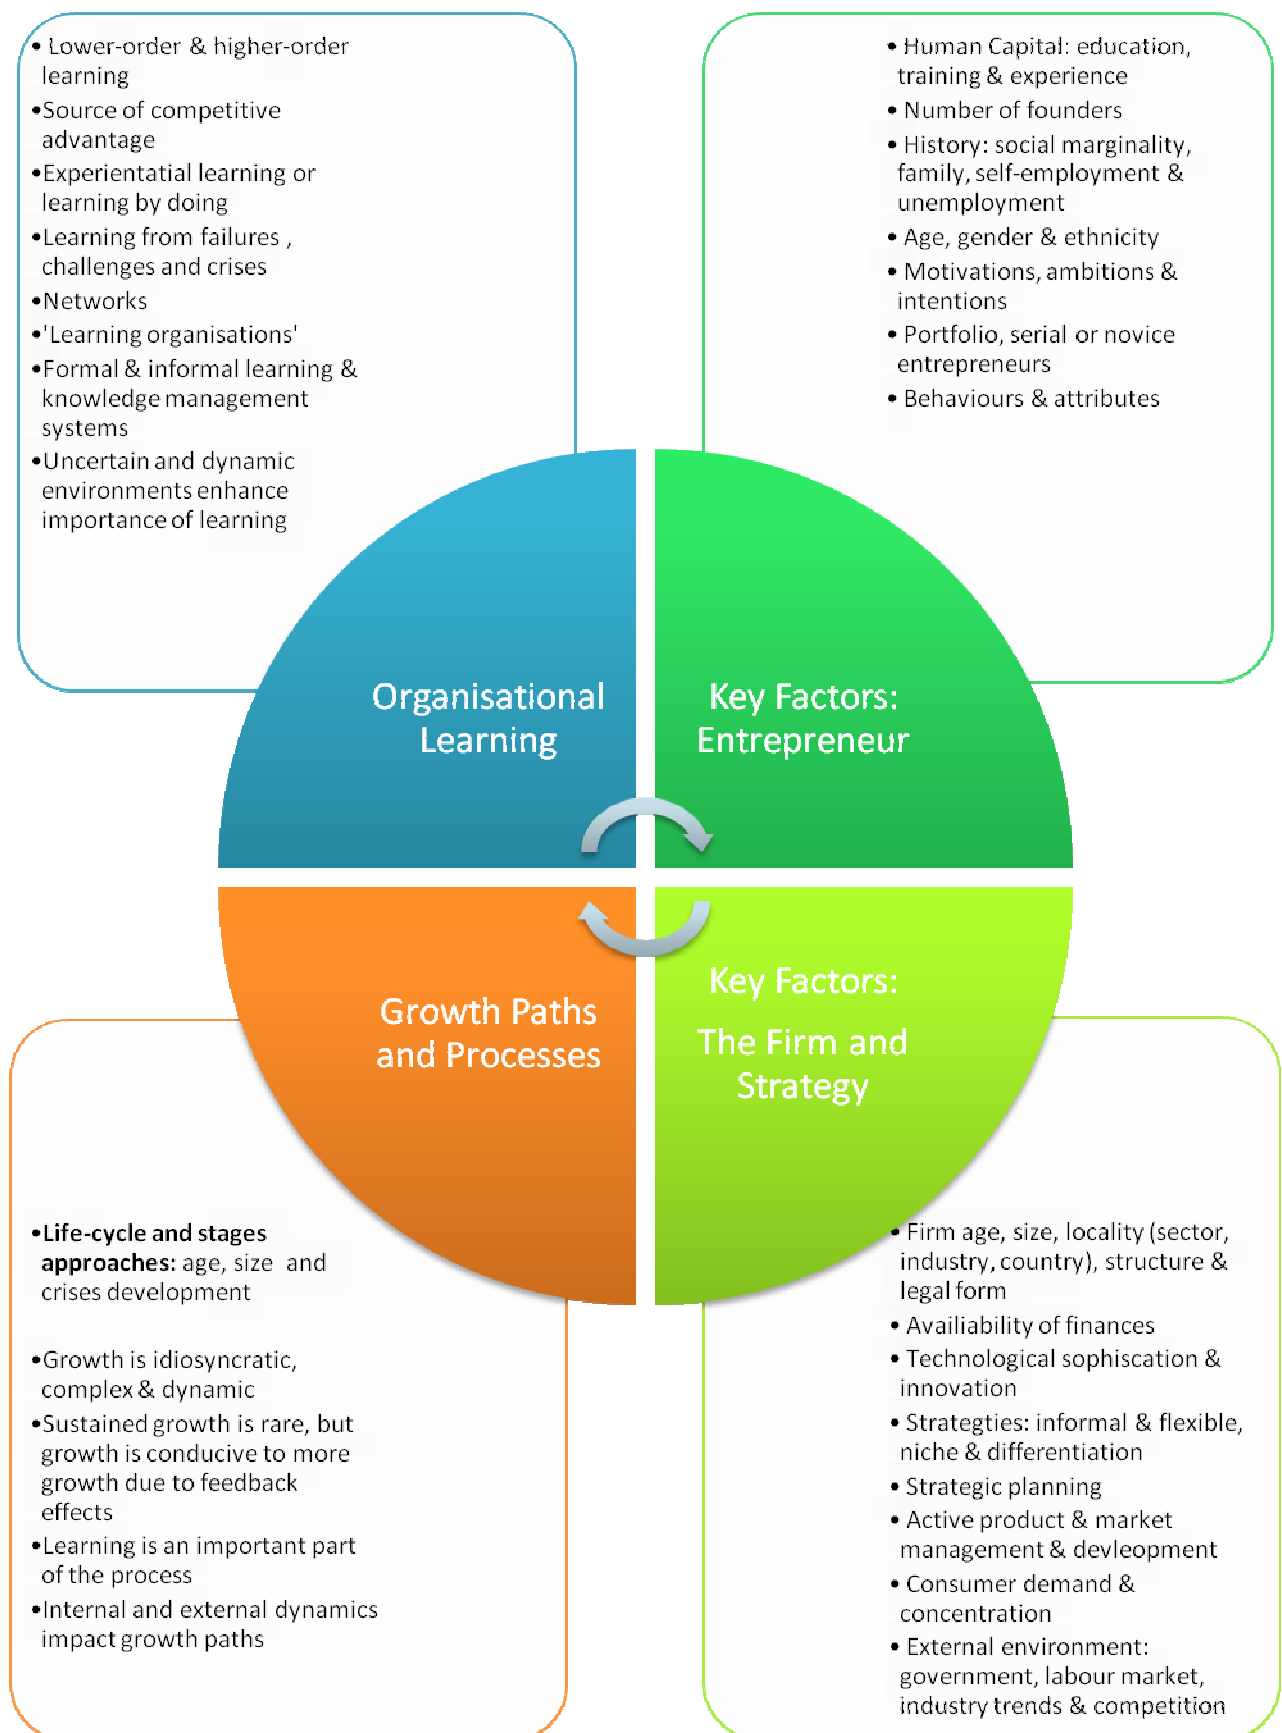 • Lower-order & higher-order
learning
•Source of competitive
advantage
•Experientatial learning or
learning by doing
•Learning from failures ,
challenges and crises
•Networks
•'Learning organisations'
•Formal & informal learning &
knowledge management
systems
•Uncertain and dynamic
environments enhance
importance of learning
• Human Capital: education,
training & experience
• Number of founders
• History: social marginality,
family, self-employment &
unemployment
• Age, gender & ethnicity
• Motivations, ambitions &
intentions
• Portfolio, serial or novice
entrepreneurs
• Behaviours & attributes
Organisational
Learning
Key Factors:
Entrepreneur
Growth Paths
and Processes
Key Factors:
The Firm and
Strategy
•Life-cycle and stages
approaches: age, size and
crises development
•Growth is idiosyncratic,
complex & dynamic
•Sustained growth is rare, but
growth is conducive to more
growth due to feedback
effects
•Learning is an important part
of the process
•Internal and external dynamics
impact growth paths
• Firm age, size, locality (sector,
industry, country), structure &
legal form
• Availiability of finances
• Technological sophiscation &
innovation
• Strategties: informal & flexible,
niche & differentiation
• Strategic planning
• Active product & market
management & devleopment
• Consumer demand &
concentration
• External environment:
government, labour market,
industry trends & competition